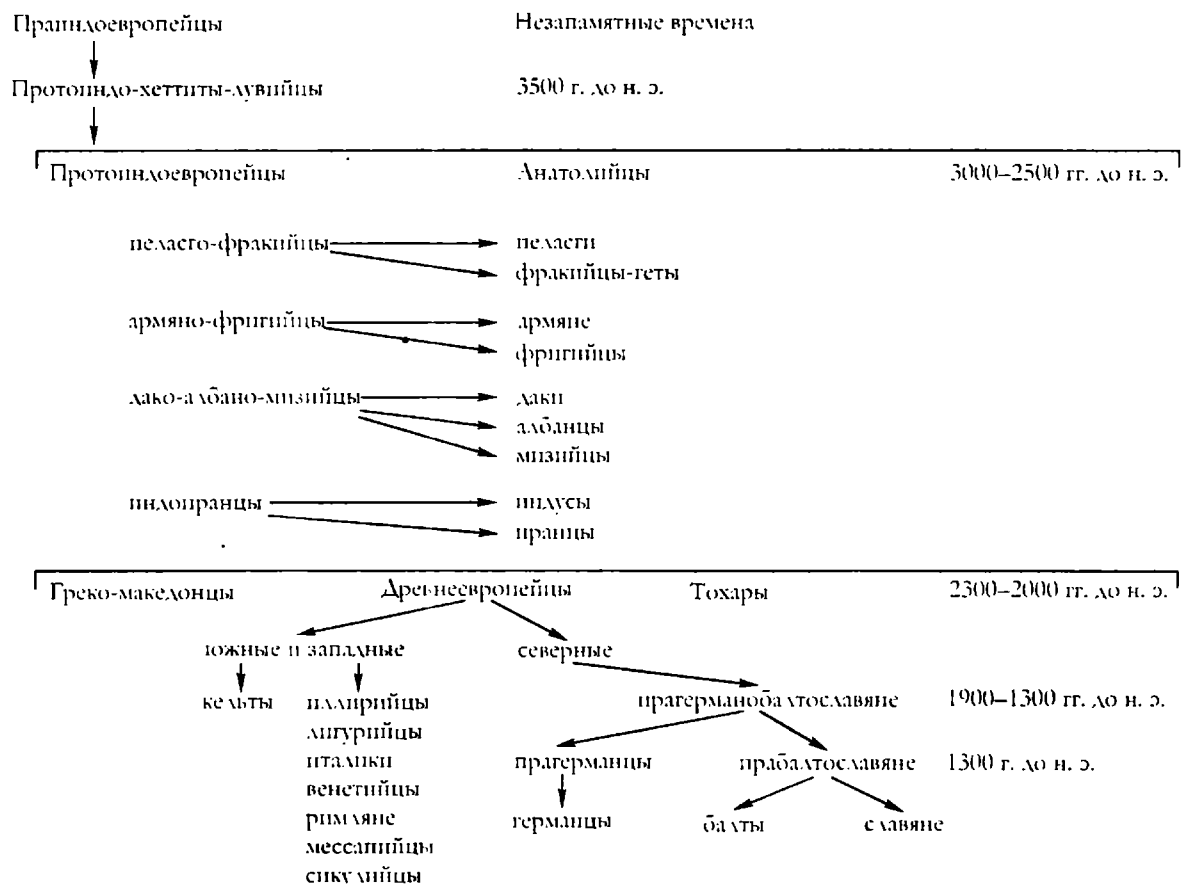 Праиндоевропейцы Незапамятные времена
Протоиндо-хеттиты-лувийцы 3500 г. до н. э.
Протоиндоевропейцы Анатолийцы 3000–2500 гг. до н. э.
пеласго-фракийцы пеласги
фракийцы-геты
армяно-фригийцы армяне
фригийцы
дако-албано-мизийцы даки
албанцы
мизийцы
индоиранцы индусы
иранцы
Греко-македонцы Древнеевропейцы Тохары 2300–2000 гг. до н. э.
южные и западные северные
кельты иллирийцы прагерманобалтославяне 1900–1300 гг. до н. э.
лигурийцы
италики прагерманцы прабалтославяне 1300 г. до н. э.
венетийцы
римляне германцы балты славяне
мессапийцы
сикулийцы